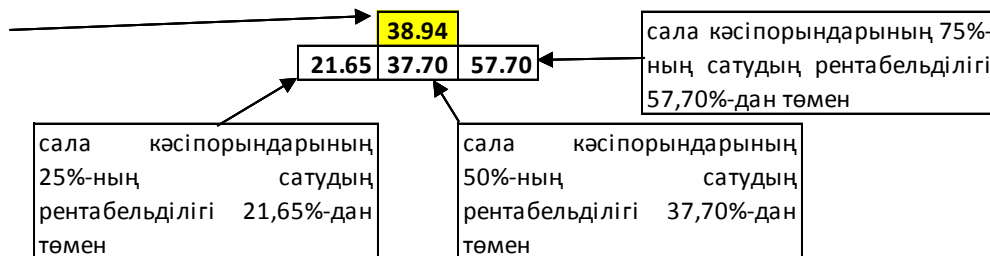 38.94
21.65 37.70 57.70
сала кәсіпорындарының 75%-
ның сатудың рентабельділігі
57,70%-дан төмен
сала кәсіпорындарының
25%-ның сатудың
рентабельділігі 21,65%-дан
төмен
сала кәсіпорындарының
50%-ның сатудың
рентабельділігі 37,70%-дан
төмен